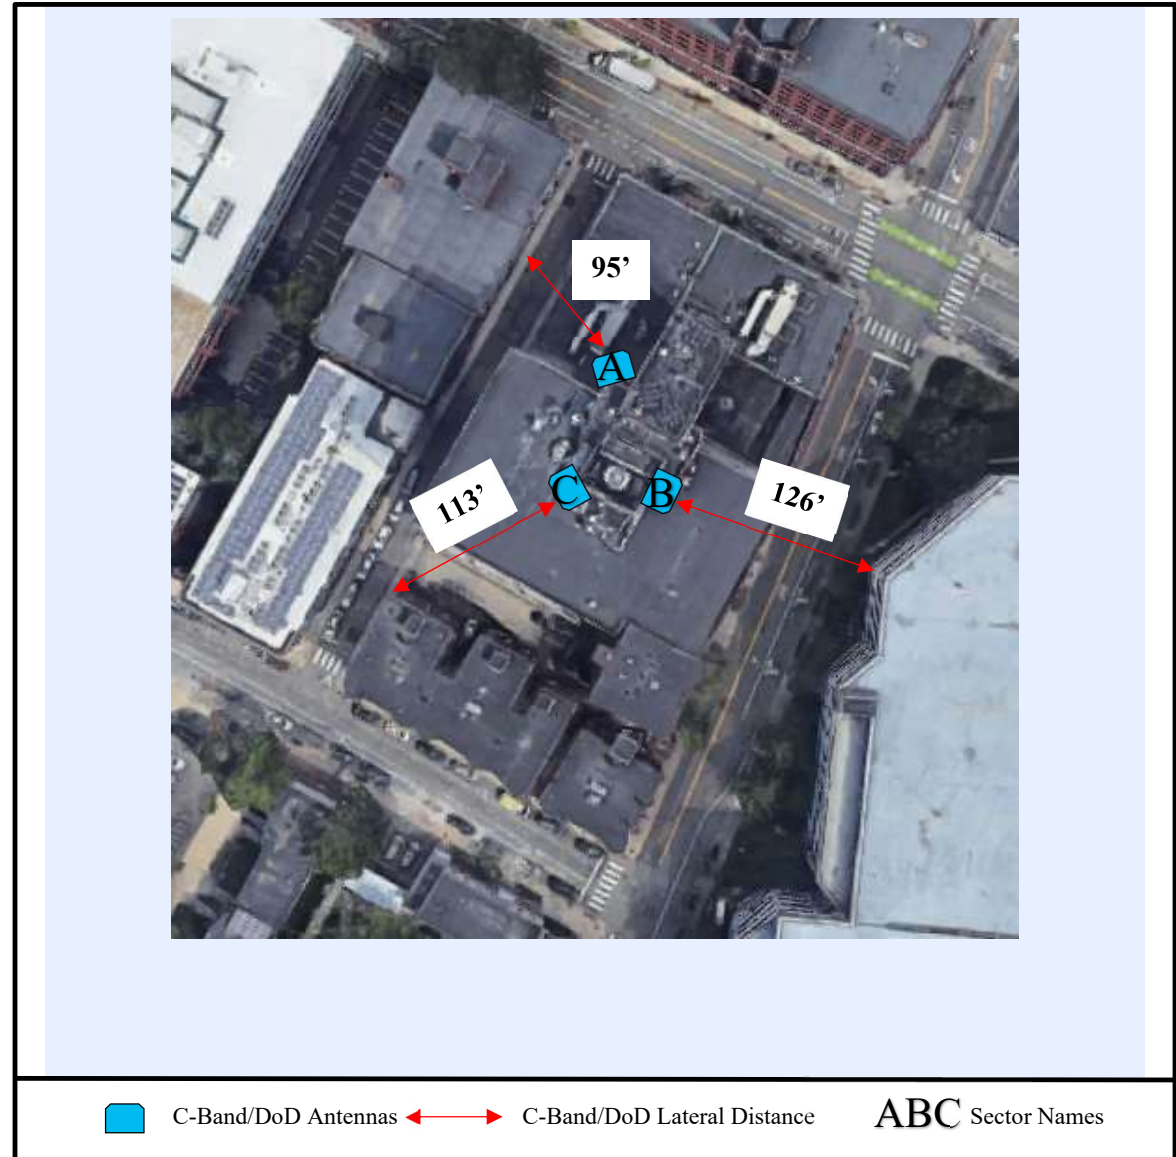 95’
A
113’
C
B
126’
C-Band/DoD Antennas
C-Band/DoD Lateral Distance
ABC Sector Names